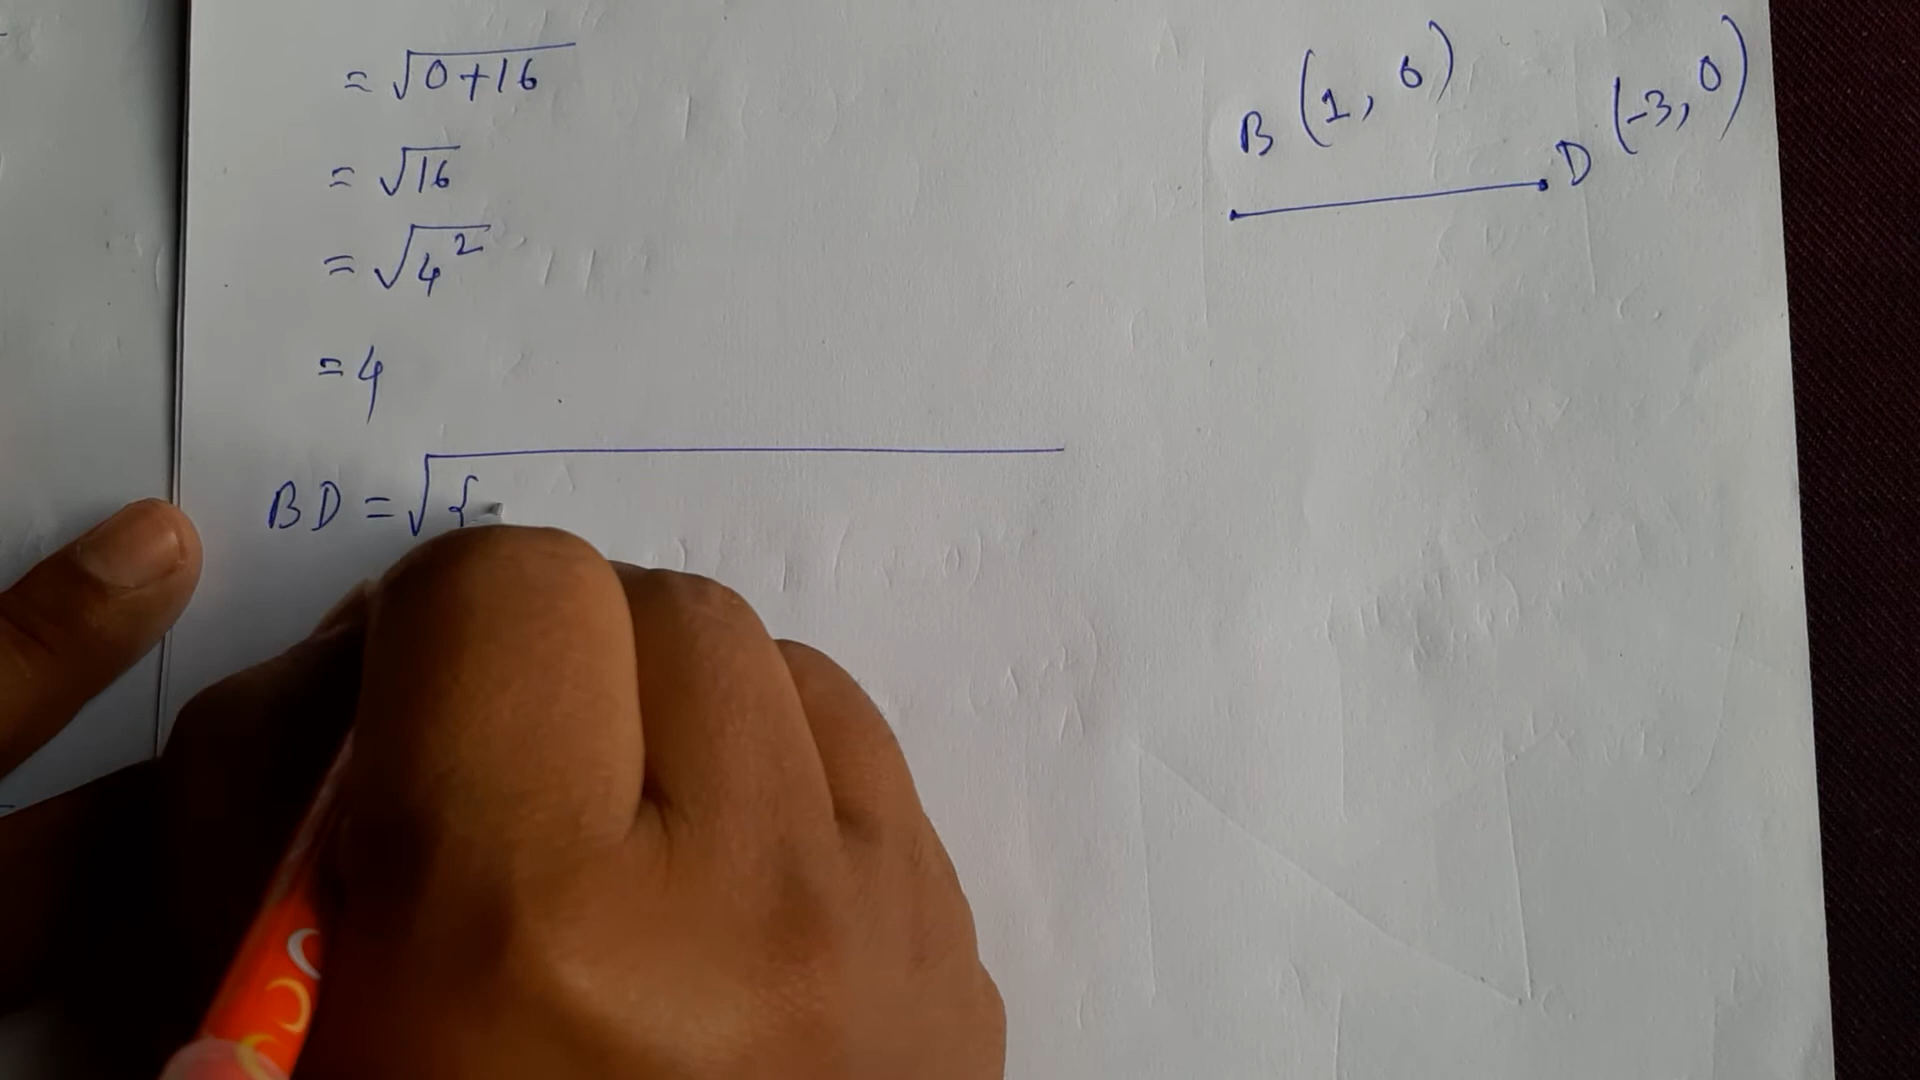 = √0+16
= √16
= √4²
= 4
BD = √{-
B (1, 0)
D (-3, 0)